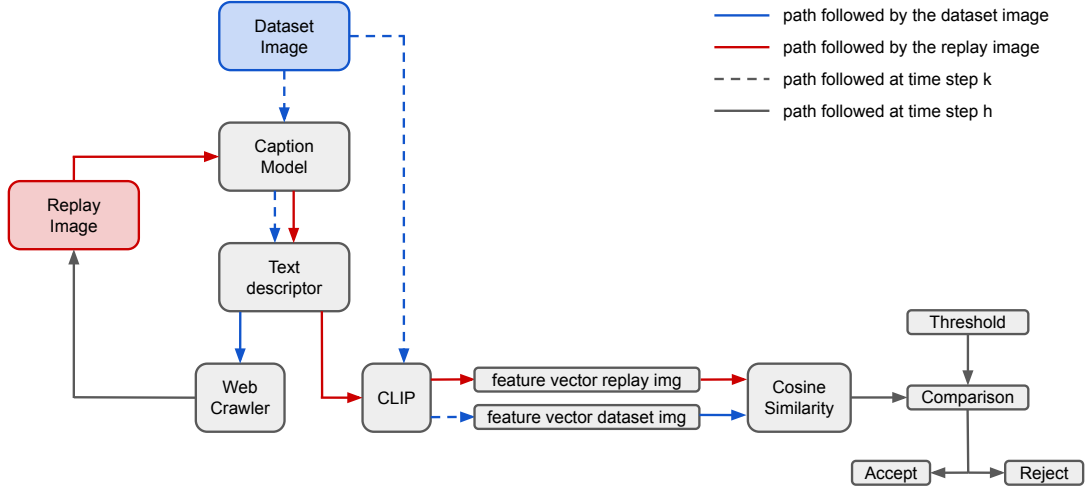 Dataset
Image
path followed by the dataset image
path followed by the replay image
path followed at time step k
path followed at time step h
Caption
Model
Replay
Image
Text
descriptor
Web
Crawler
CLIP
feature vector replay img
feature vector dataset img
Cosine
Similarity
Threshold
Comparison
Accept
Reject